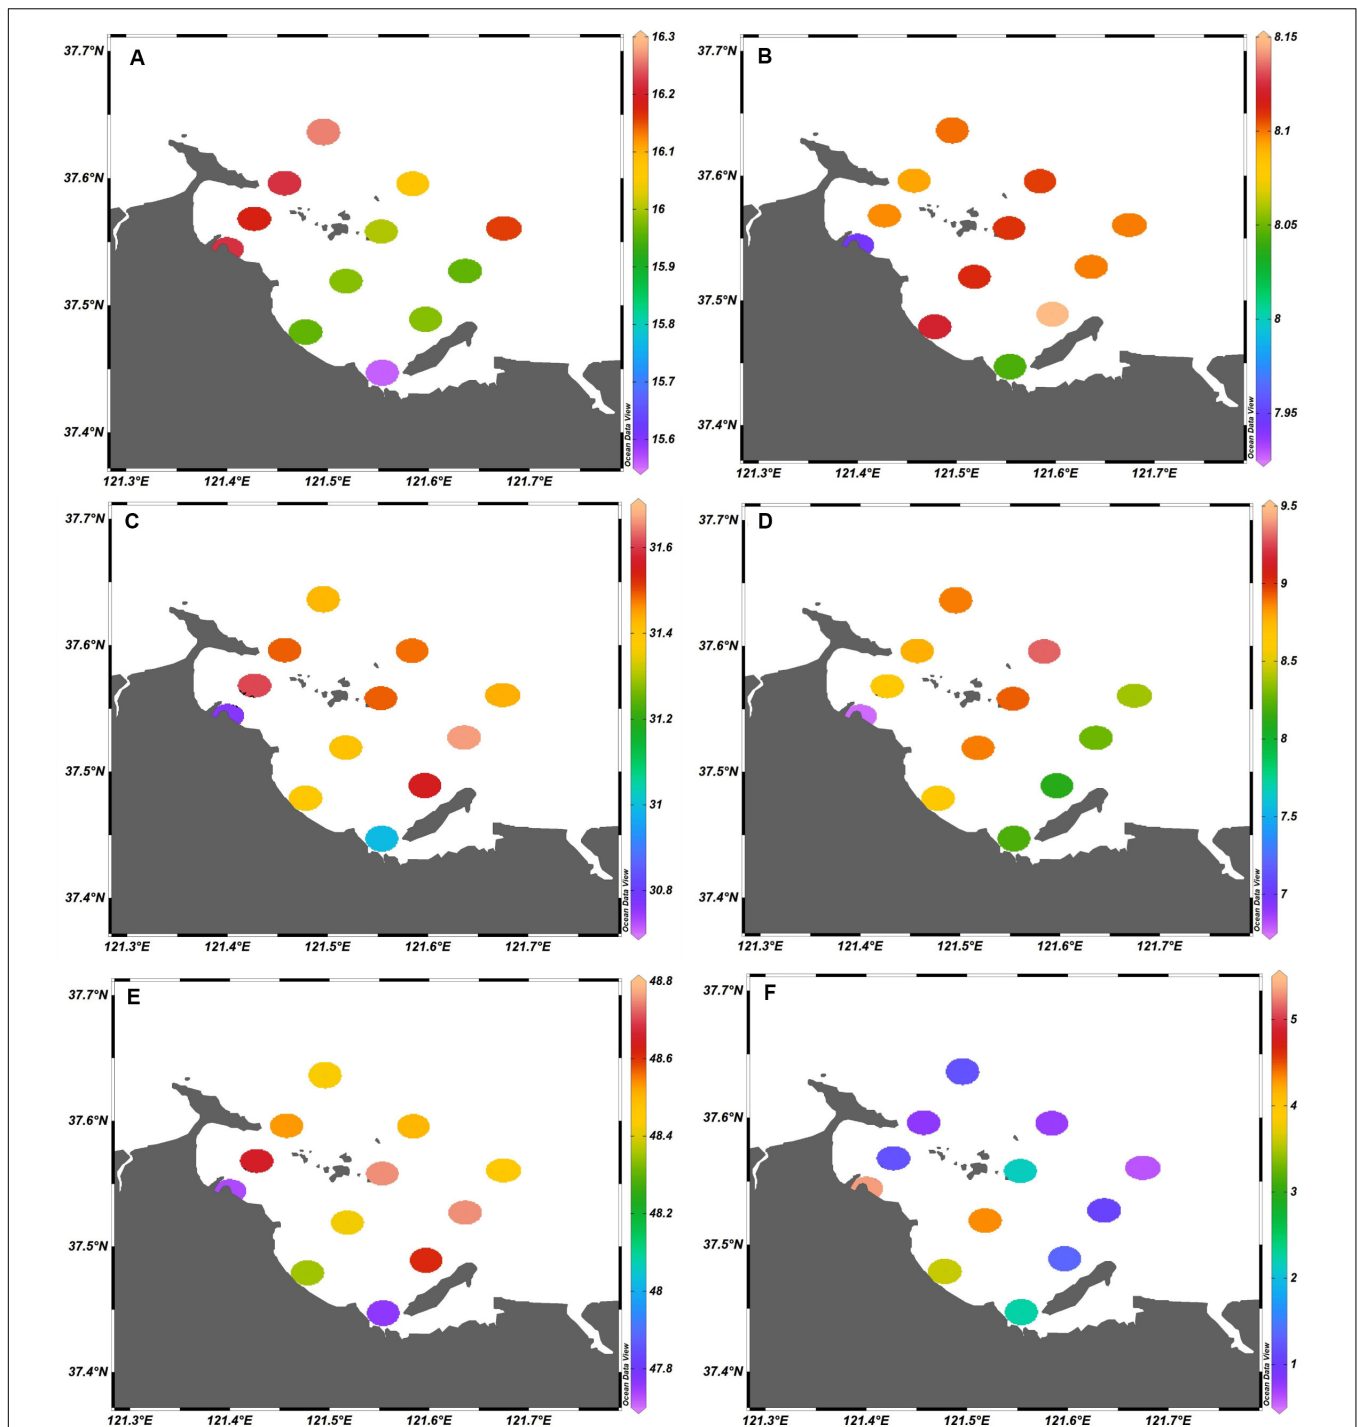 A
37.7°N
37.6°N
37.5°N
37.4°N
121.3°E 121.4°E 121.5°E 121.6°E 121.7°E
16.3
16.2
16.1
16
15.9
15.8
15.7
15.6
Ocean Data View
B
37.7°N
37.6°N
37.5°N
37.4°N
121.3°E 121.4°E 121.5°E 121.6°E 121.7°E
8.15
8.1
8.05
8
7.95
Ocean Data View
C
37.7°N
37.6°N
37.5°N
37.4°N
121.3°E 121.4°E 121.5°E 121.6°E 121.7°E
31.6
31.4
31.2
31
30.8
Ocean Data View
D
37.7°N
37.6°N
37.5°N
37.4°N
121.3°E 121.4°E 121.5°E 121.6°E 121.7°E
9.5
9
8.5
8
7.5
7
Ocean Data View
E
37.7°N
37.6°N
37.5°N
37.4°N
121.3°E 121.4°E 121.5°E 121.6°E 121.7°E
48.8
48.6
48.4
48.2
48
47.8
Ocean Data View
F
37.7°N
37.6°N
37.5°N
37.4°N
121.3°E 121.4°E 121.5°E 121.6°E 121.7°E
5
4
3
2
1
Ocean Data View